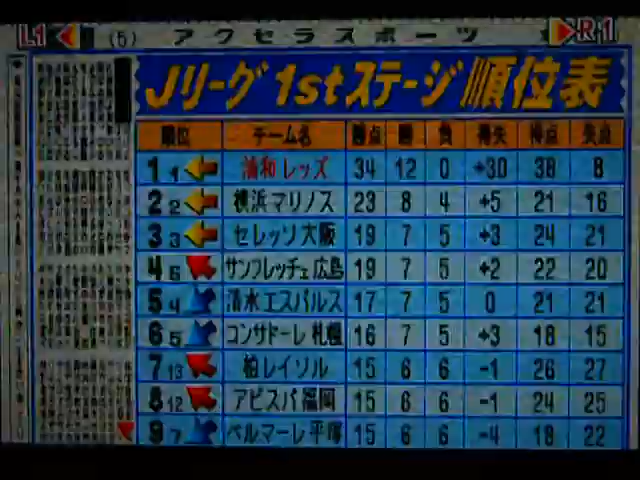 L1 (5) アクセラスポーツ R1
Jリーグ 1stステージ順位表
順位 チーム名 勝点 勝 負 得失 得点 失点
1 1 浦和レッズ 34 12 0 +30 38 8
2 2 横浜マリノス 23 8 4 +5 21 16
3 3 セレッソ大阪 19 7 5 +3 24 21
4 6 サンフレッチェ広島 19 7 5 +2 22 20
5 4 清水エスパルス 17 7 5 0 21 21
6 5 コンサドーレ札幌 16 7 5 +3 18 15
7 13 柏レイソル 15 6 6 -1 26 27
8 12 アビスパ福岡 15 6 6 -1 24 25
9 7 ベルマーレ平塚 15 6 6 -4 18 22